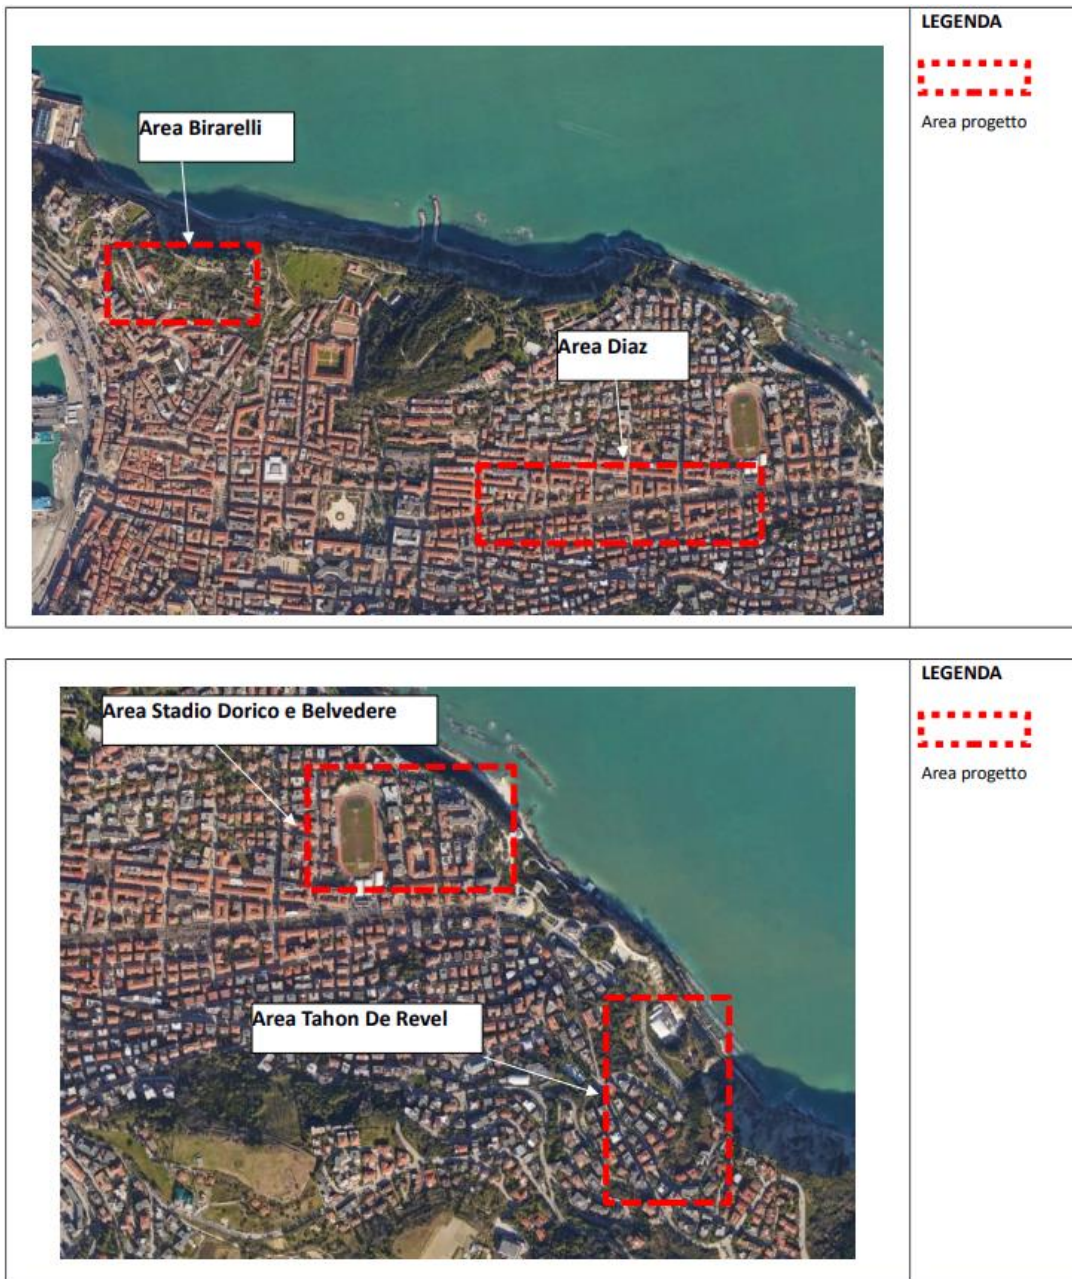 LEGENDA
Area progetto
Area Birarelli
Area Diaz
LEGENDA
Area progetto
Area Stadio Dorico e Belvedere
Area Tahon De Revel